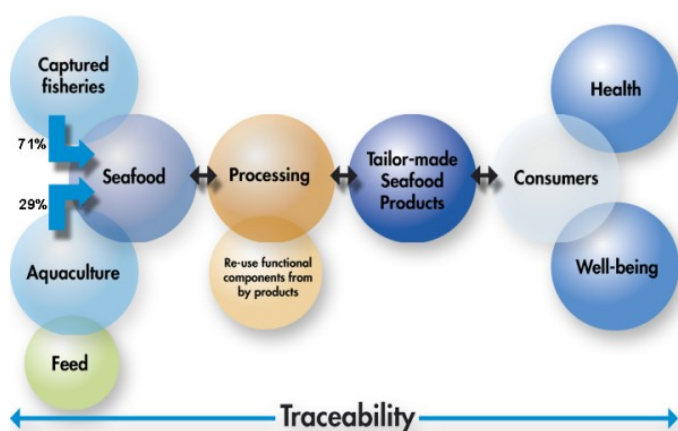 Captured
fisheries
71%
Seafood
29%
Aquaculture
Feed
Processing
Re-use functional
components from
by products
Tailor-made
Seafood
Products
Consumers
Health
Well-being
Traceability